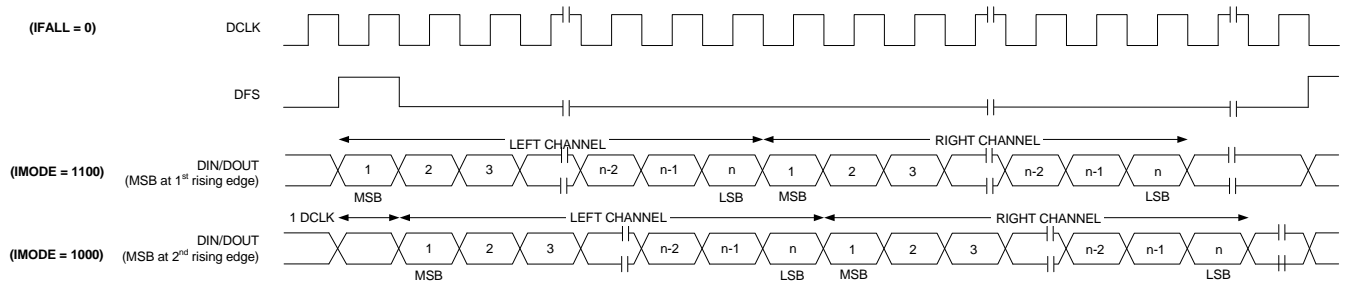 (IFALL = 0) DCLK
DFS
LEFT CHANNEL RIGHT CHANNEL
(IMODE = 1100) DIN/DOUT 1 2 3 n-2 n-1 n 1 2 3 n-2 n-1 n
(MSB at 1st rising edge)
MSB LSB MSB LSB
1 DCLK LEFT CHANNEL RIGHT CHANNEL
(IMODE = 1000) DIN/DOUT 1 2 3 n-2 n-1 n 1 2 3 n-2 n-1 n
(MSB at 2nd rising edge)
MSB LSB MSB LSB